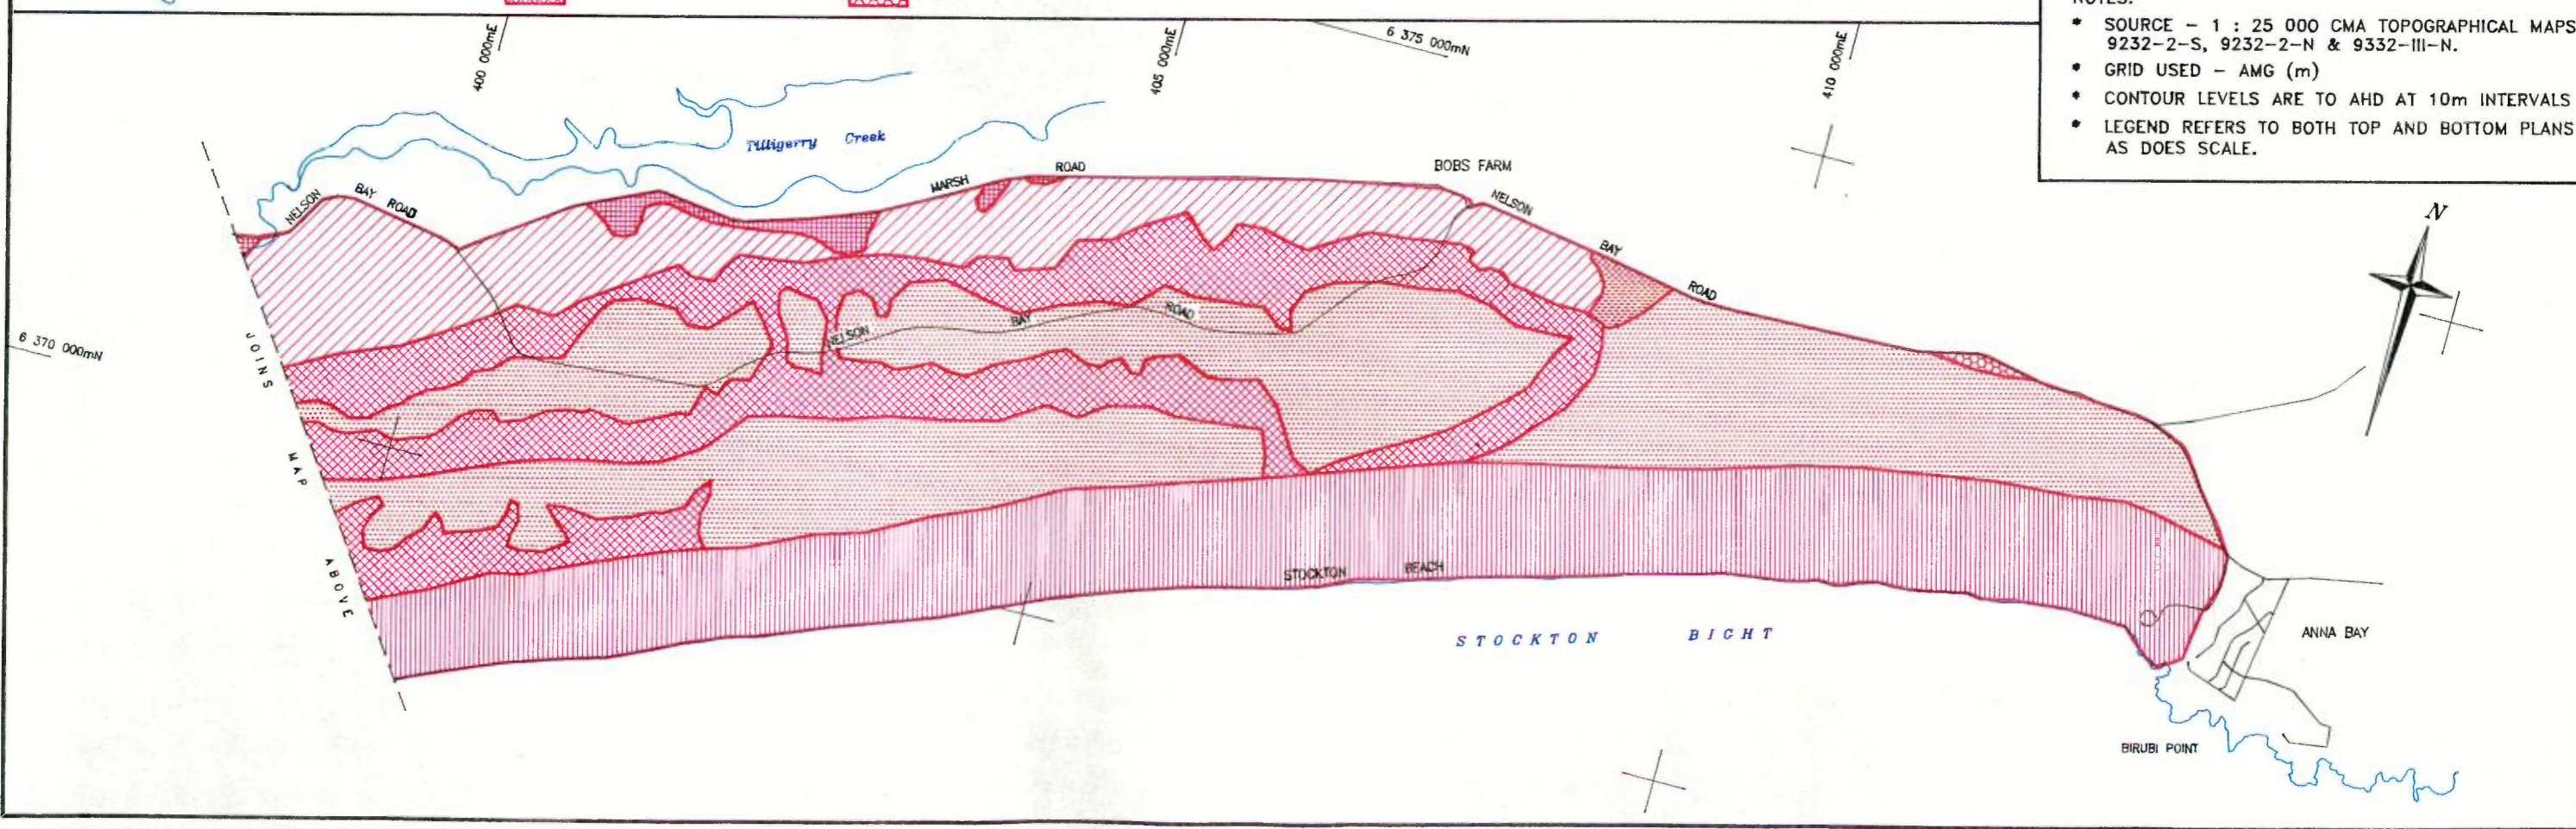 NOTES:
* SOURCE - 1 : 25 000 CMA TOPOGRAPHICAL MAPS
9232-2-S, 9232-2-N & 9332-III-N.
* GRID USED - AMG (m)
* CONTOUR LEVELS ARE TO AHD AT 10m INTERVALS
* LEGEND REFERS TO BOTH TOP AND BOTTOM PLANS
AS DOES SCALE.
400 000mE
405 000mE
6 375 000mN
410 000mE
Tilligerry Creek
NELSON BAY ROAD
MARSH ROAD
BOBS FARM
NELSON BAY ROAD
N
6 370 000mN
JOINS MAP ABOVE
NELSON BAY ROAD
STOCKTON BEACH
STOCKTON BIGHT
ANNA BAY
BIRUBI POINT